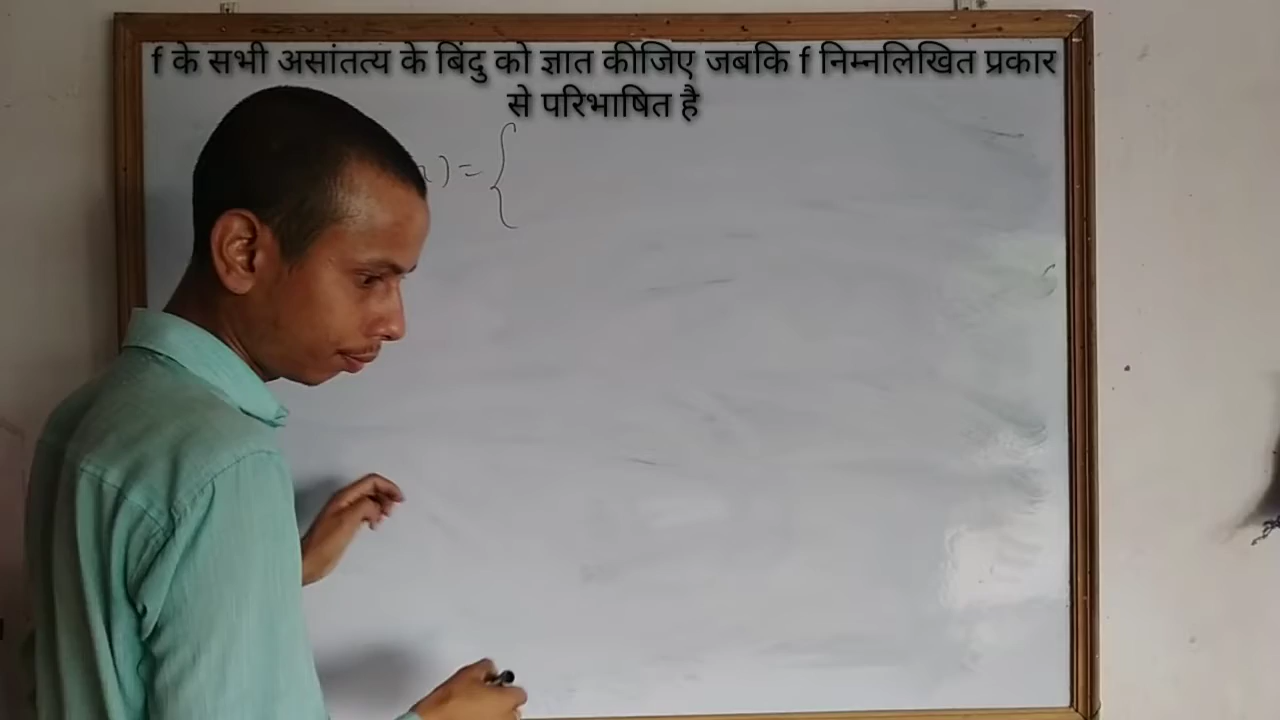 f के सभी असांतत्य के बिंदु को ज्ञात कीजिए जबकि f निम्नलिखित प्रकार
से परिभाषित है
x) = {